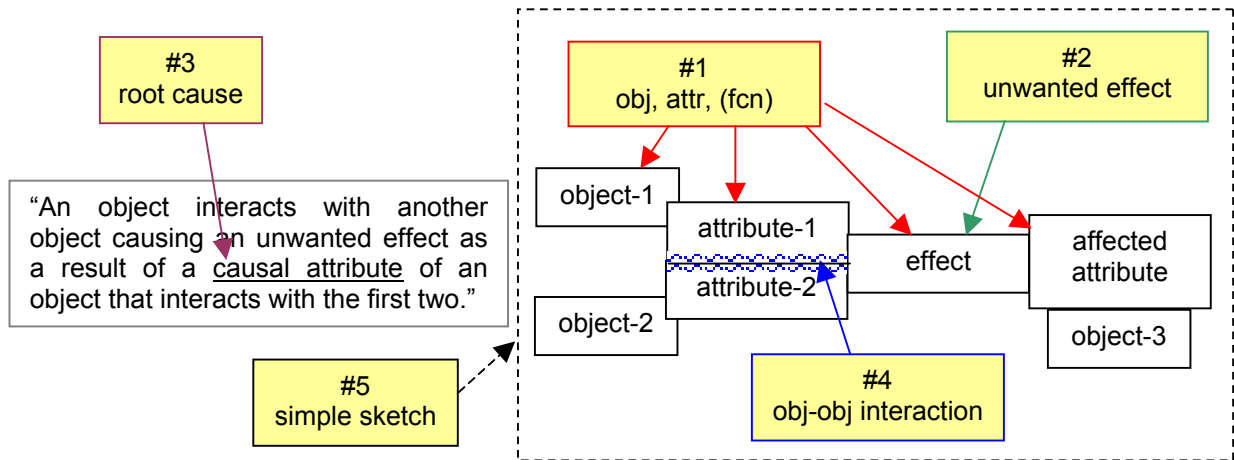 #3
root cause
#1
obj, attr, (fcn)
#2
unwanted effect
“An object interacts with another
object causing an unwanted effect as
a result of a causal attribute of an
object that interacts with the first two.”
object-1
attribute-1
attribute-2
object-2
effect
affected
attribute
object-3
#5
simple sketch
#4
obj-obj interaction